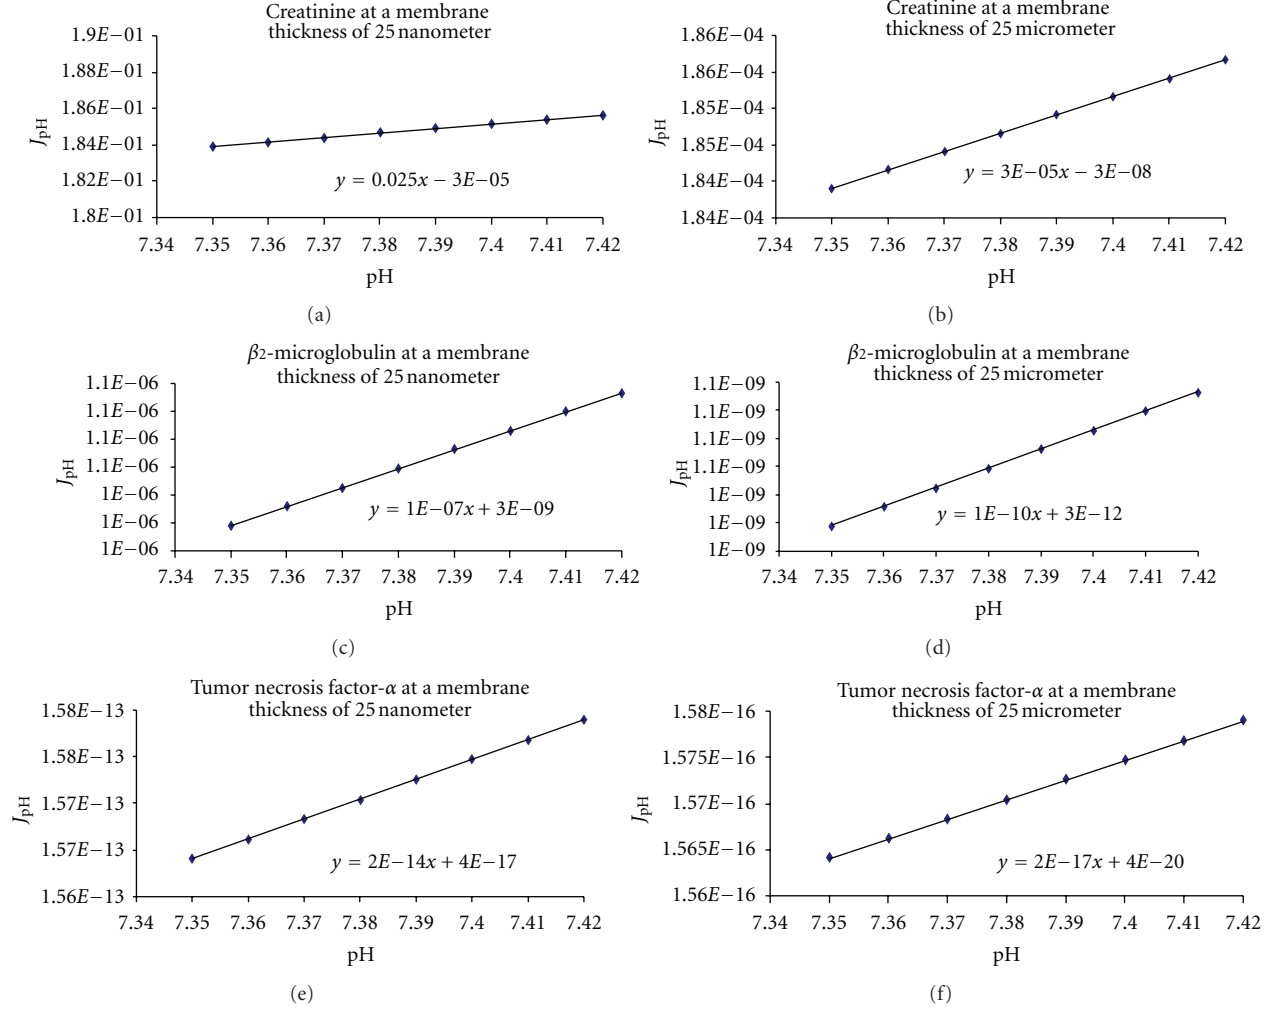 Creatinine at a membrane
thickness of 25 nanometer
1.9E−01
1.88E−01
1.86E−01
1.84E−01
1.82E−01
1.8E−01
JpH
y = 0.025x − 3E−05
7.34 7.35 7.36 7.37 7.38 7.39 7.4 7.41 7.42
pH
(a)
Creatinine at a membrane
thickness of 25 micrometer
1.86E−04
1.86E−04
1.85E−04
1.85E−04
1.84E−04
1.84E−04
JpH
y = 3E−05x − 3E−08
7.34 7.35 7.36 7.37 7.38 7.39 7.4 7.41 7.42
pH
(b)
β2-microglobulin at a membrane
thickness of 25 nanometer
1.1E−06
1.1E−06
1.1E−06
1.1E−06
1E−06
1E−06
1E−06
JpH
y = 1E−07x + 3E−09
7.34 7.35 7.36 7.37 7.38 7.39 7.4 7.41 7.42
pH
(c)
β2-microglobulin at a membrane
thickness of 25 micrometer
1.1E−09
1.1E−09
1.1E−09
1.1E−09
1E−09
1E−09
1E−09
JpH
y = 1E−10x + 3E−12
7.34 7.35 7.36 7.37 7.38 7.39 7.4 7.41 7.42
pH
(d)
Tumor necrosis factor-α at a membrane
thickness of 25 nanometer
1.58E−13
1.58E−13
1.57E−13
1.57E−13
1.56E−13
JpH
y = 2E−14x + 4E−17
7.34 7.35 7.36 7.37 7.38 7.39 7.4 7.41 7.42
pH
(e)
Tumor necrosis factor-α at a membrane
thickness of 25 micrometer
1.58E−16
1.575E−16
1.57E−16
1.565E−16
1.56E−16
JpH
y = 2E−17x + 4E−20
7.34 7.35 7.36 7.37 7.38 7.39 7.4 7.41 7.42
pH
(f)